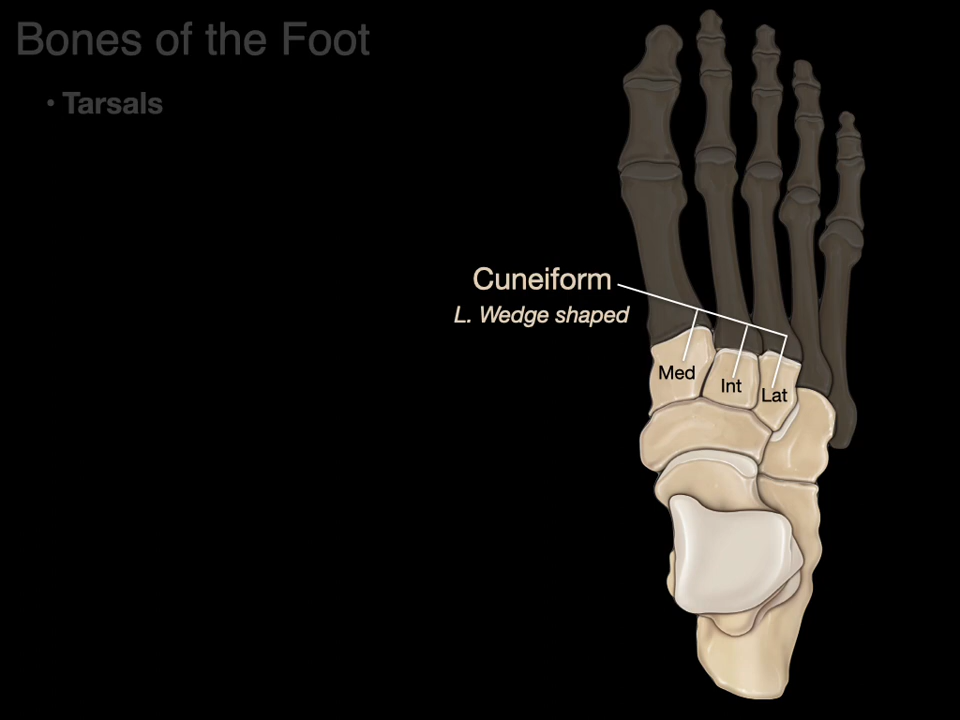 Bones of the Foot
• Tarsals
Cuneiform
L. Wedge shaped
Med
Int
Lat